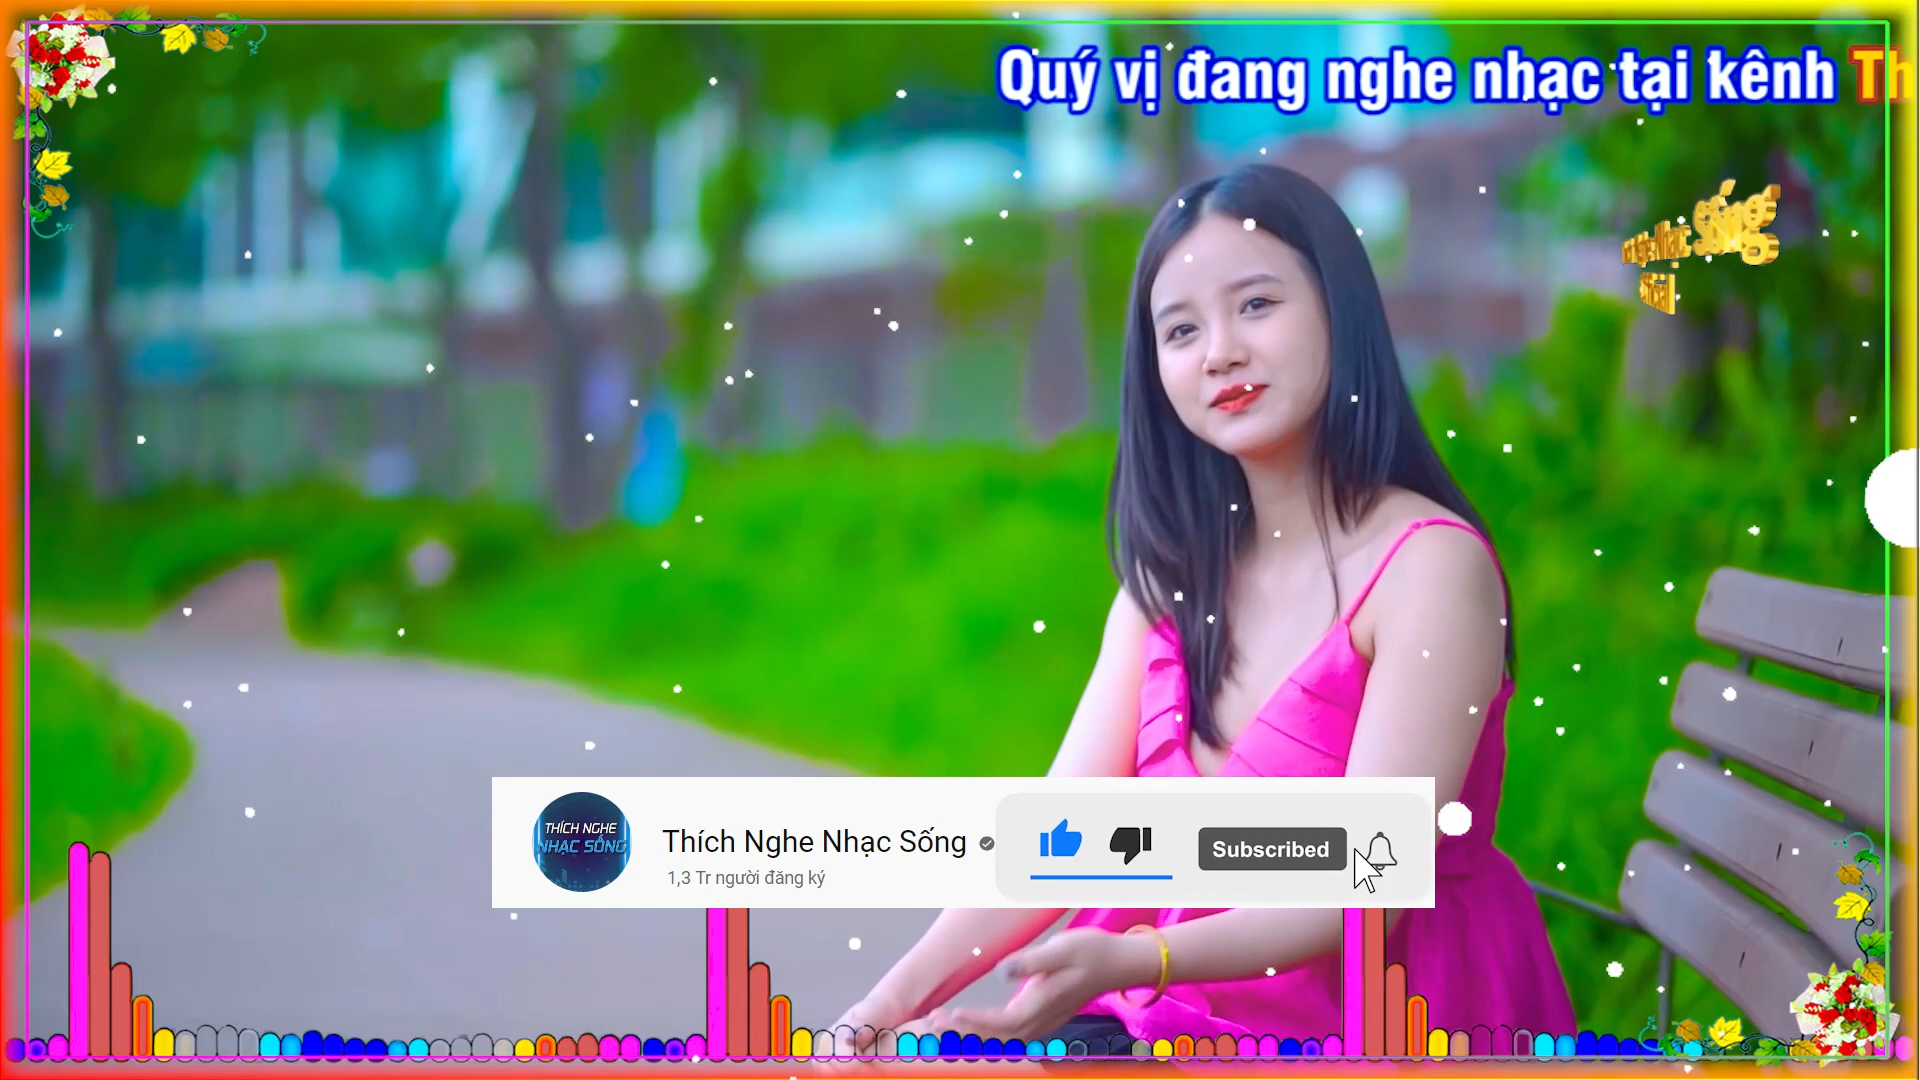 Quý vị đang nghe nhạc tại kênh Th
Sống
THÍCH NGHE
NHẠC SỐNG
Thích Nghe Nhạc Sống
1,3 Tr người đăng ký
Subscribed